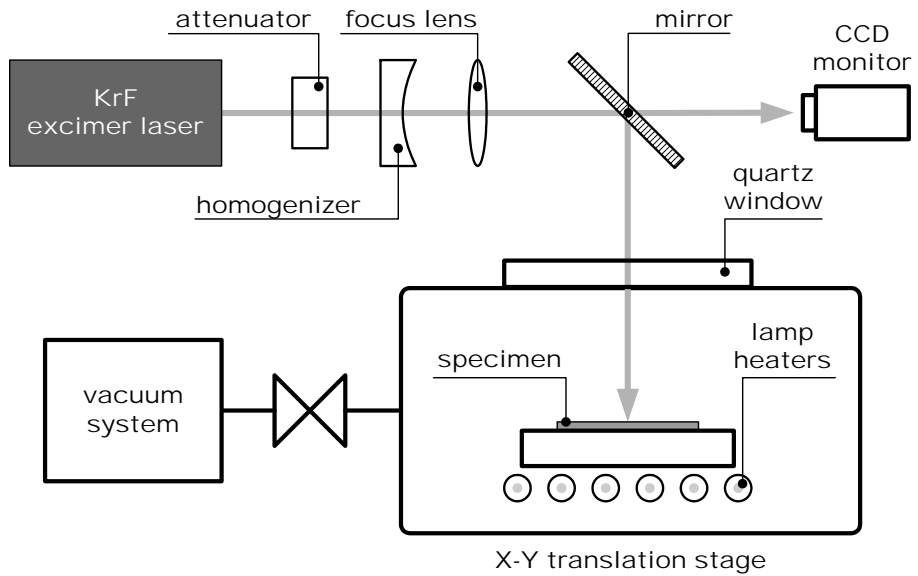 attenuator
focus lens
mirror
CCD
monitor
KrF
excimer laser
homogenizer
quartz
window
lamp
heaters
specimen
vacuum
system
X-Y translation stage